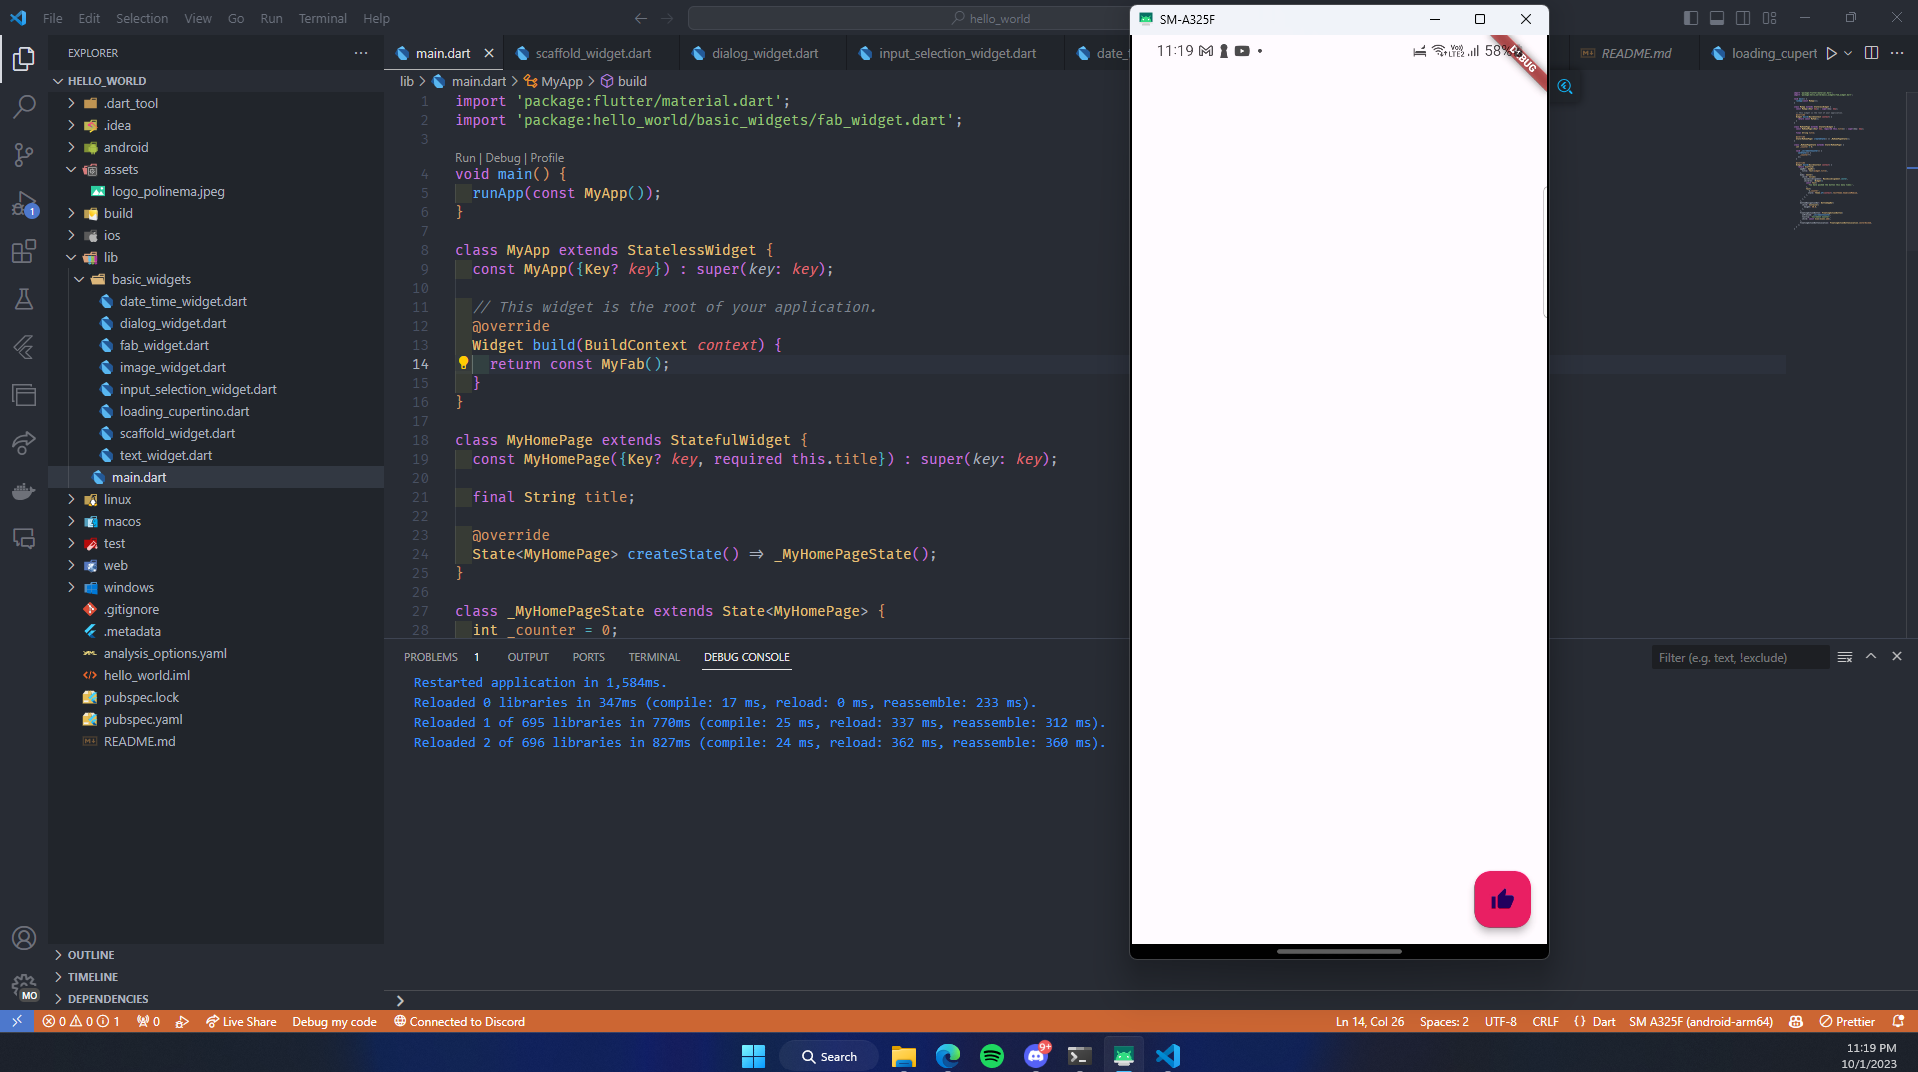 File Edit Selection View Go Run Terminal Help
hello_world
SM-A325F
EXPLORER
main.dart
scaffold_widget.dart
dialog_widget.dart
input_selection_widget.dart
date_
README.md
loading_cupert
HELLO_WORLD
.dart_tool
.idea
android
assets
logo_polinema.jpeg
build
ios
lib
basic_widgets
date_time_widget.dart
dialog_widget.dart
fab_widget.dart
image_widget.dart
input_selection_widget.dart
loading_cupertino.dart
scaffold_widget.dart
text_widget.dart
main.dart
linux
macos
test
web
windows
.gitignore
.metadata
analysis_options.yaml
hello_world.iml
pubspec.lock
pubspec.yaml
README.md
OUTLINE
TIMELINE
DEPENDENCIES
1
MO
lib > main.dart > MyApp > build
1 import 'package:flutter/material.dart';
2 import 'package:hello_world/basic_widgets/fab_widget.dart';
3
Run | Debug | Profile
4 void main() {
5 runApp(const MyApp());
6 }
7
8 class MyApp extends StatelessWidget {
9 const MyApp({Key? key}) : super(key: key);
10
11 // This widget is the root of your application.
12 @override
13 Widget build(BuildContext context) {
14 return const MyFab();
15 }
16 }
17
18 class MyHomePage extends StatefulWidget {
19 const MyHomePage({Key? key, required this.title}) : super(key: key);
20
21 final String title;
22
23 @override
24 State<MyHomePage> createState() => _MyHomePageState();
25 }
26
27 class _MyHomePageState extends State<MyHomePage> {
28 int _counter = 0;
11:19
Vo)) LTE2 58%
DEBUG
PROBLEMS 1 OUTPUT PORTS TERMINAL DEBUG CONSOLE
Filter (e.g. text, !exclude)
Restarted application in 1,584ms.
Reloaded 0 libraries in 347ms (compile: 17 ms, reload: 0 ms, reassemble: 233 ms).
Reloaded 1 of 695 libraries in 770ms (compile: 25 ms, reload: 337 ms, reassemble: 312 ms).
Reloaded 2 of 696 libraries in 827ms (compile: 24 ms, reload: 362 ms, reassemble: 360 ms).
0 0 1 0 Live Share Debug my code Connected to Discord
Ln 14, Col 26 Spaces: 2 UTF-8 CRLF {} Dart SM A325F (android-arm64) Prettier
Search
9+
11:19 PM
10/1/2023